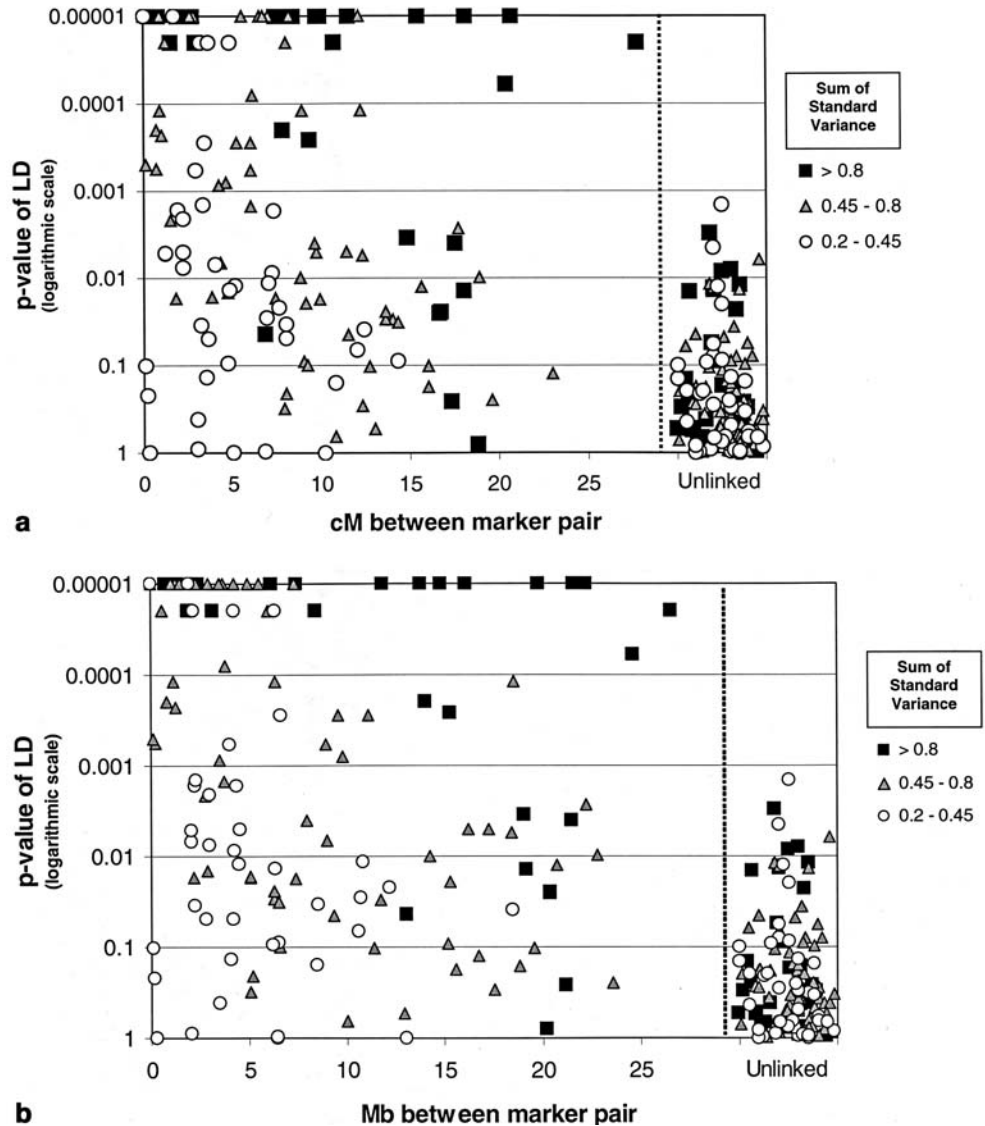 0.00001
0.0001
0.001
0.01
0.1
1
p-value of LD
(logarithmic scale)
0 5 10 15 20 25 Unlinked
cM between marker pair
a
Sum of
Standard
Variance
> 0.8
0.45 - 0.8
0.2 - 0.45
0.00001
0.0001
0.001
0.01
0.1
1
p-value of LD
(logarithmic scale)
0 5 10 15 20 25 Unlinked
Mb between marker pair
b
Sum of
Standard
Variance
> 0.8
0.45 - 0.8
0.2 - 0.45